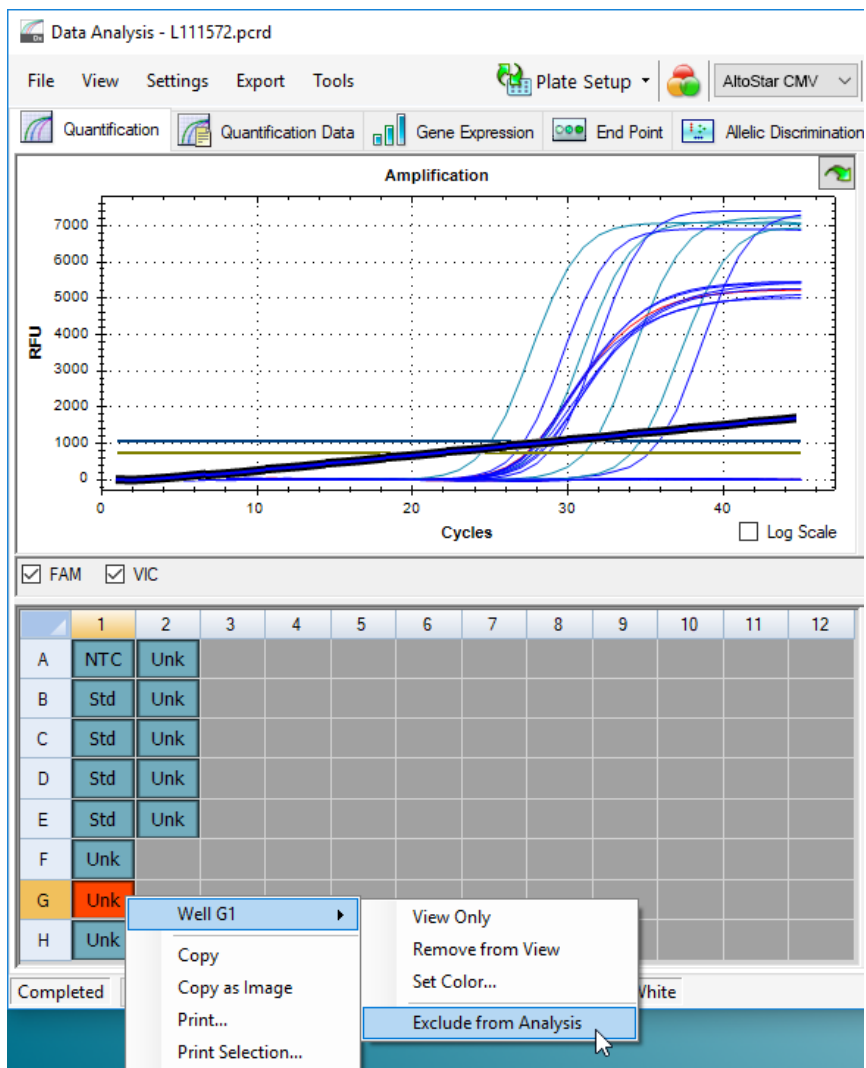 Data Analysis - L111572.pcrd
File View Settings Export Tools Plate Setup AltoStar CMV
Quantification Quantification Data Gene Expression End Point Allelic Discrimination
Amplification
7000
6000
5000
4000
3000
2000
1000
0
RFU
0 10 20 30 40
Cycles
Log Scale
FAM VIC
1 2 3 4 5 6 7 8 9 10 11 12
A NTC Unk
B Std Unk
C Std Unk
D Std Unk
E Std Unk
F Unk
G Unk
H Unk
Well G1
Copy
Copy as Image
Print...
Print Selection...
View Only
Remove from View
Set Color...
Exclude from Analysis
Completed